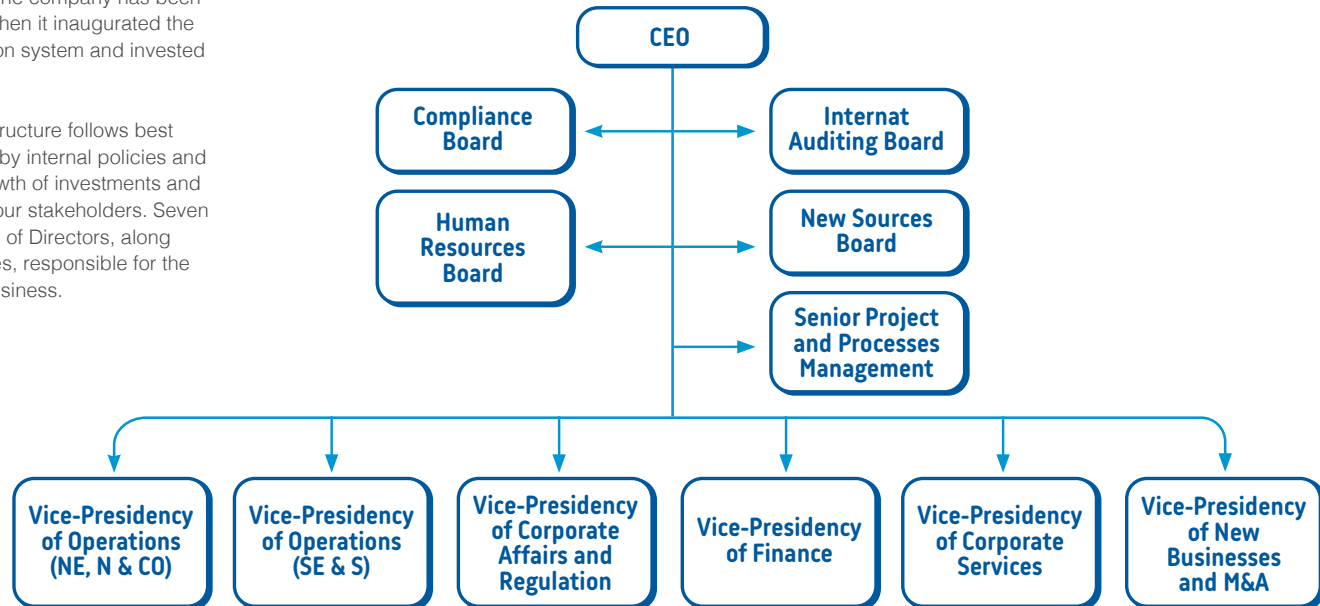 he company has been
hen it inaugurated the
on system and invested
ructure follows best
by internal policies and
wth of investments and
our stakeholders. Seven
of Directors, along
es, responsible for the
siness.
CEO
Compliance
Board
Internat
Auditing Board
Human
Resources
Board
New Sources
Board
Senior Project
and Processes
Management
Vice-Presidency
of Operations
(NE, N & CO)
Vice-Presidency
of Operations
(SE & S)
Vice-Presidency
of Corporate
Affairs and
Regulation
Vice-Presidency
of Finance
Vice-Presidency
of Corporate
Services
Vice-Presidency
of New
Businesses
and M&A